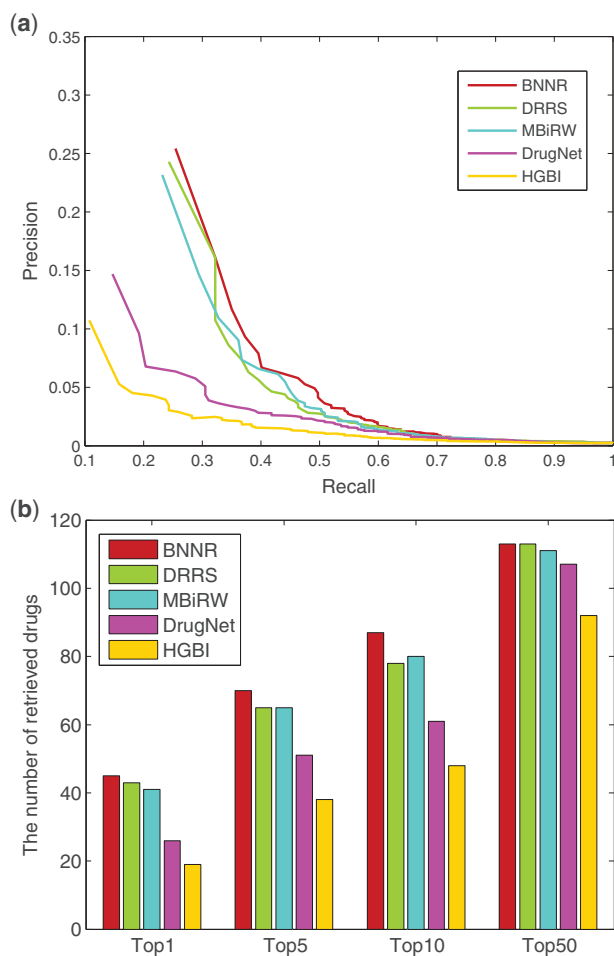 (a)
0.35
0.3
0.25
0.2
0.15
0.1
0.05
0
Precision
BNNR
DRRS
MBiRW
DrugNet
HGBI
0.1 0.2 0.3 0.4 0.5 0.6 0.7 0.8 0.9 1
Recall
(b)
120
100
80
60
40
20
0
The number of retrieved drugs
BNNR
DRRS
MBiRW
DrugNet
HGBI
Top1 Top5 Top10 Top50